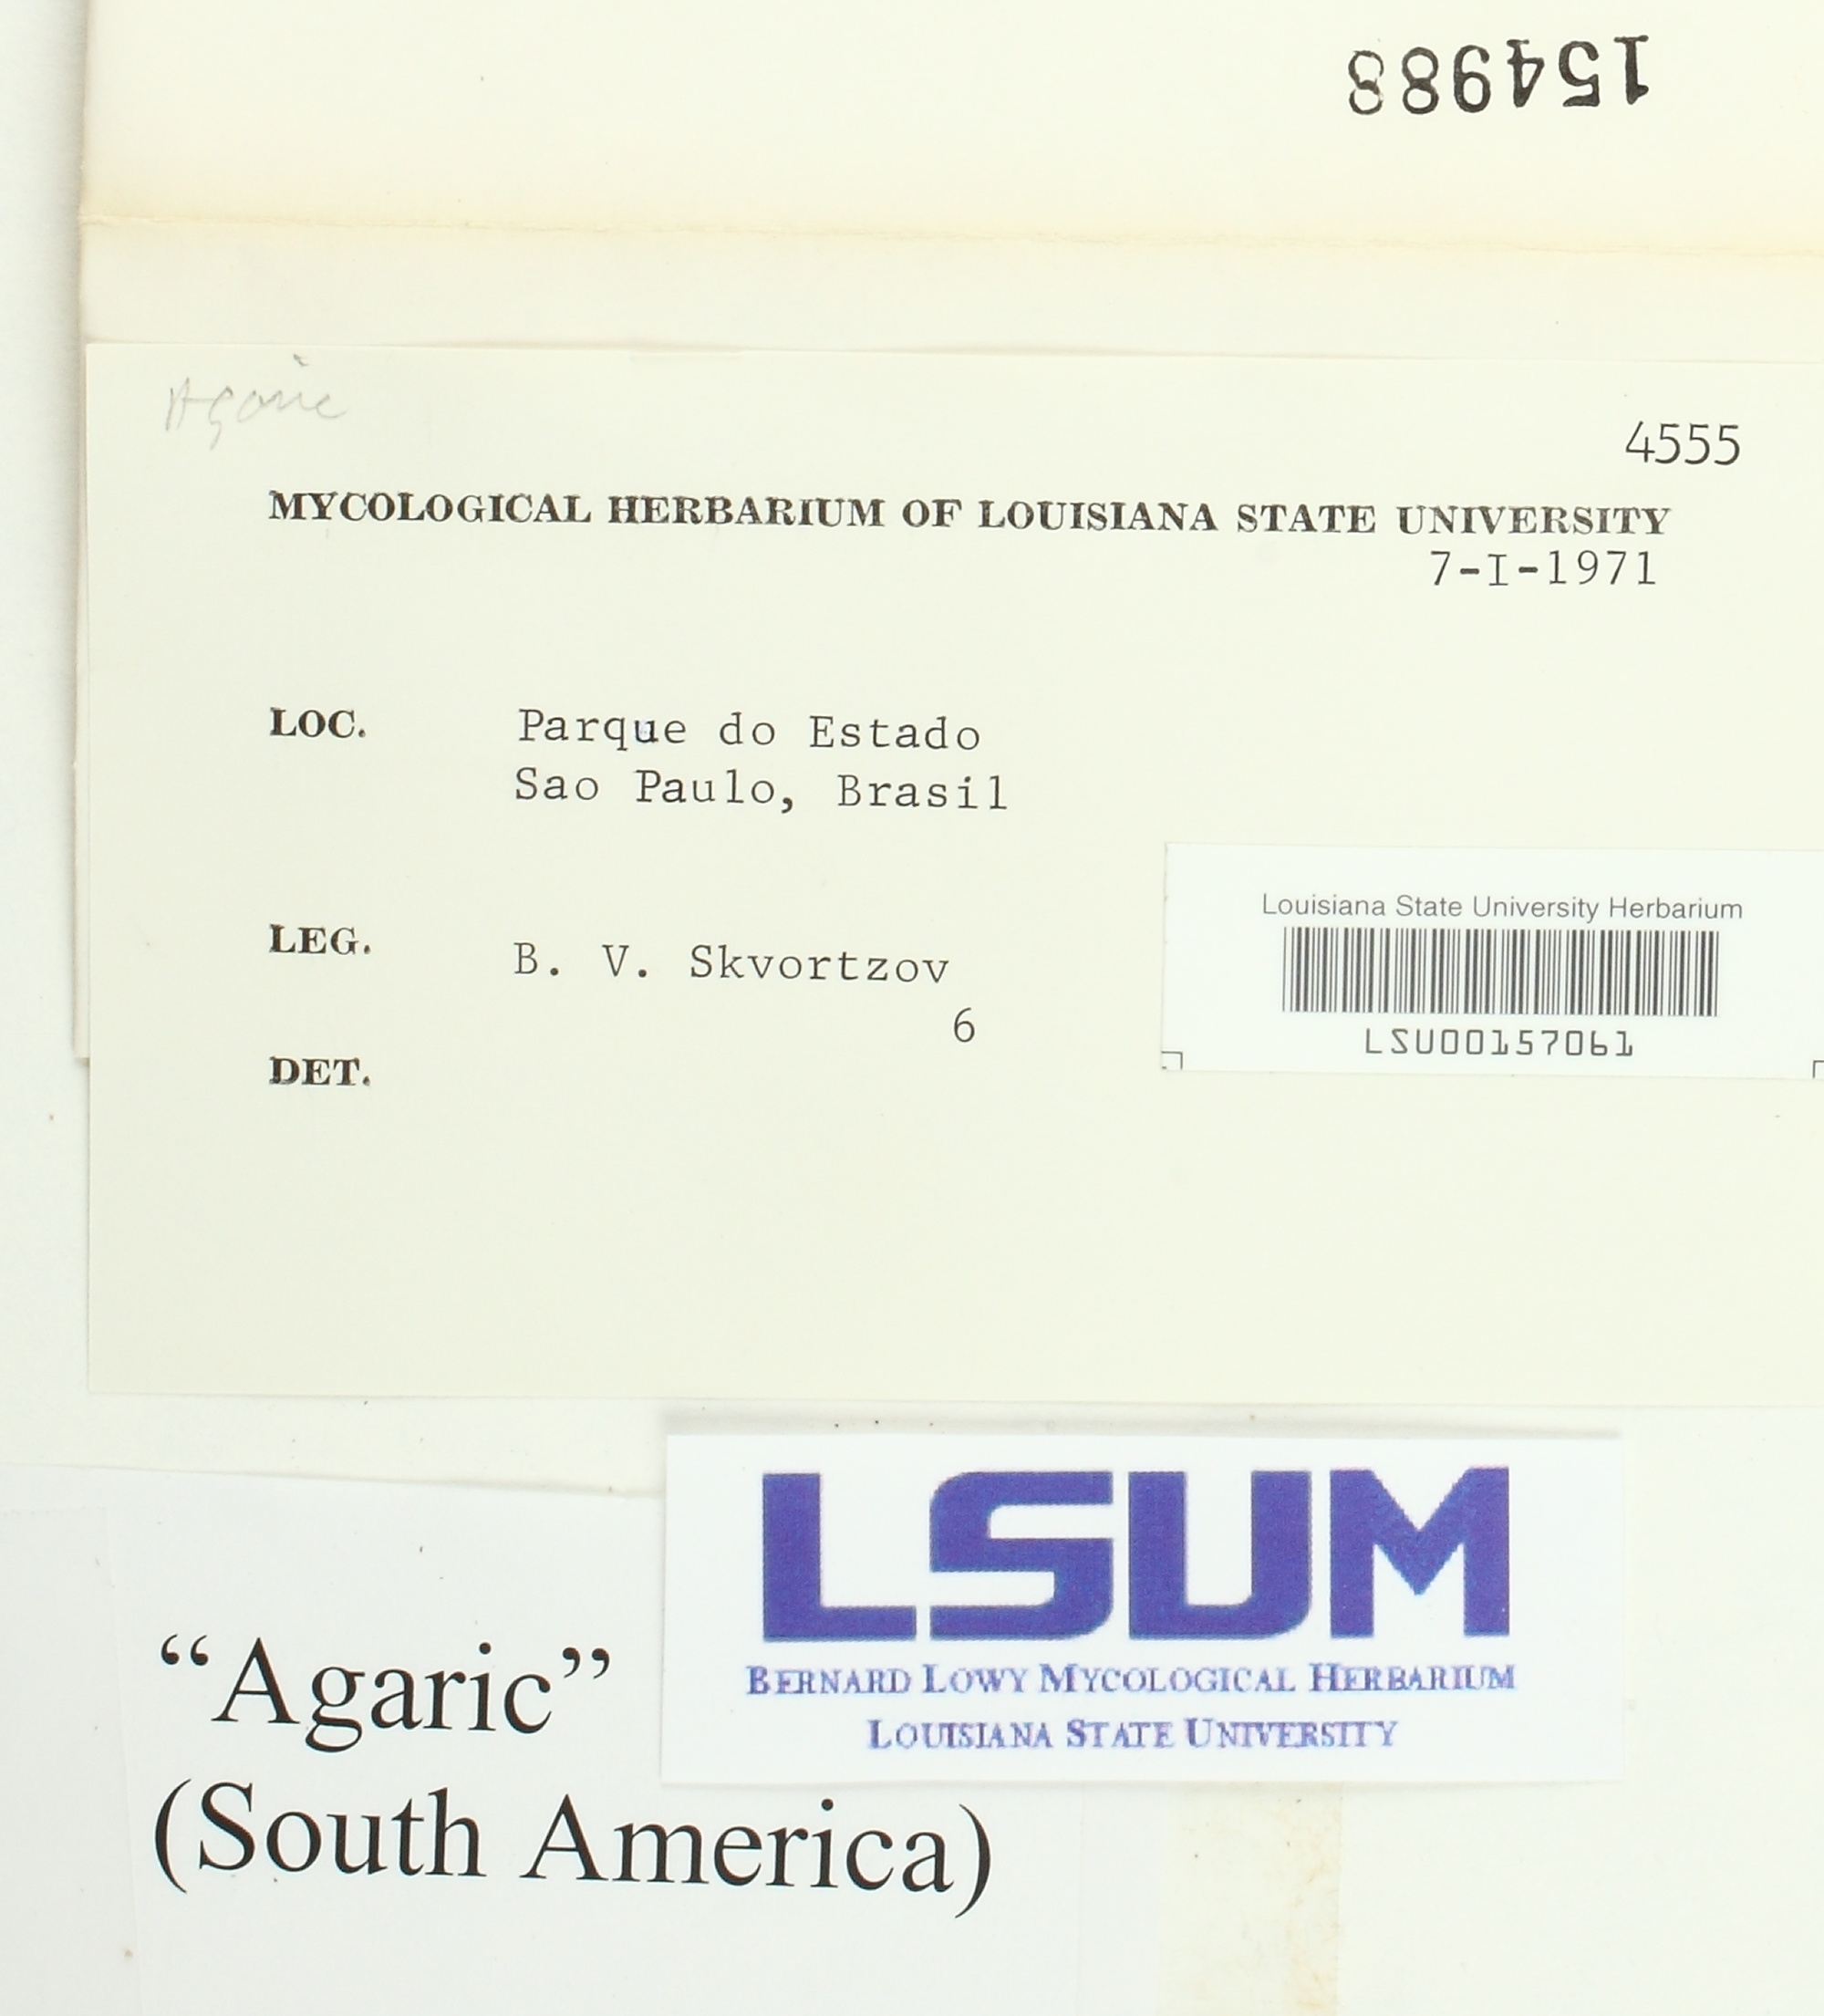 154988
Agaric
4555
MYCOLOGICAL HERBARIUM OF LOUISIANA STATE UNIVERSITY
7-I-1971
LOC. Parque do Estado
Sao Paulo, Brasil
Louisiana State University Herbarium
LEG. B. V. Skvortzov
6
LSU00157061
DET.
LSUM
BERNARD LOWY MYCOLOGICAL HERBARIUM
LOUISIANA STATE UNIVERSITY
“Agaric”
(South America)